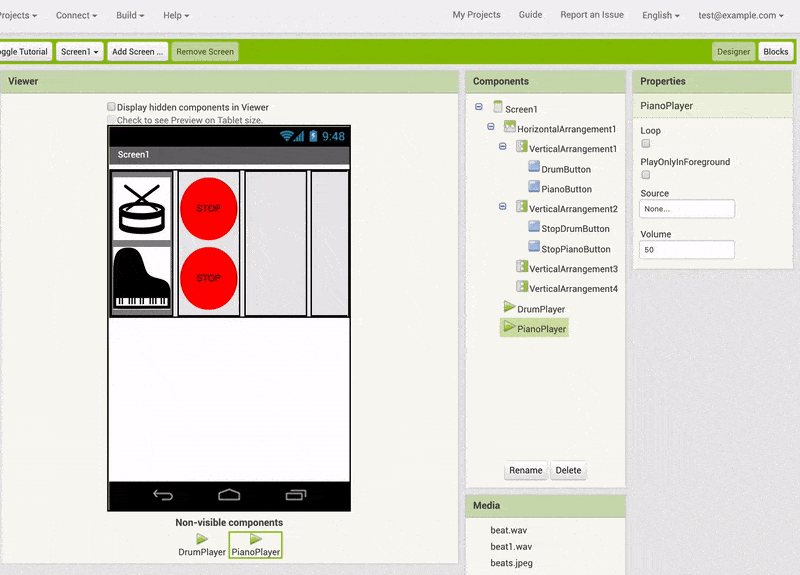 Projects Connect Build Help My Projects Guide Report an Issue English test@example.com
oggle Tutorial Screen1 Add Screen ... Remove Screen Designer Blocks
Viewer
Display hidden components in Viewer
Check to see Preview on Tablet size.
9:48
Screen1
STOP
STOP
Non-visible components
DrumPlayer PianoPlayer
Components
Screen1
HorizontalArrangement1
VerticalArrangement1
DrumButton
PianoButton
VerticalArrangement2
StopDrumButton
StopPianoButton
VerticalArrangement3
VerticalArrangement4
DrumPlayer
PianoPlayer
Rename Delete
Media
beat.wav
beat1.wav
beats.jpeg
Properties
PianoPlayer
Loop
PlayOnlyInForeground
Source
None...
Volume
50